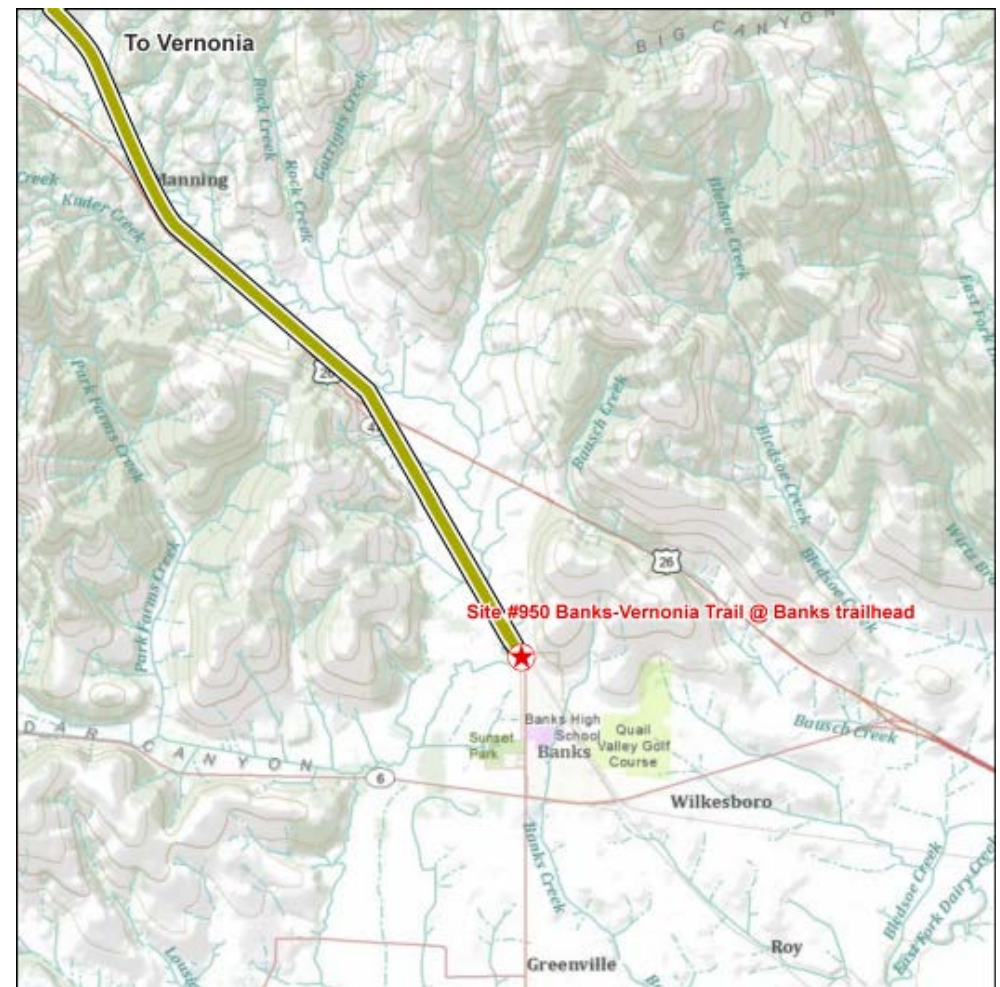 To Vernonia
BIG CANYON
Rock Creek
Rock Creek
Garrigus Creek
Manning
Creek
Kuder Creek
Bledsoe Creek
East Fork
26
Park Farms Creek
Bausch Creek
Bledsoe Creek
26
Bledsoe Creek
Site #950 Banks-Vernonia Trail @ Banks trailhead
Park Farms Creek
DAR CANYON
Sunset
Park
Banks High
School
Banks
Quail
Valley Golf
Course
Bausch Creek
6
Wilkesboro
Banks Creek
Bledsoe Creek
East Fork Dairy Creek
Roy
Greenville